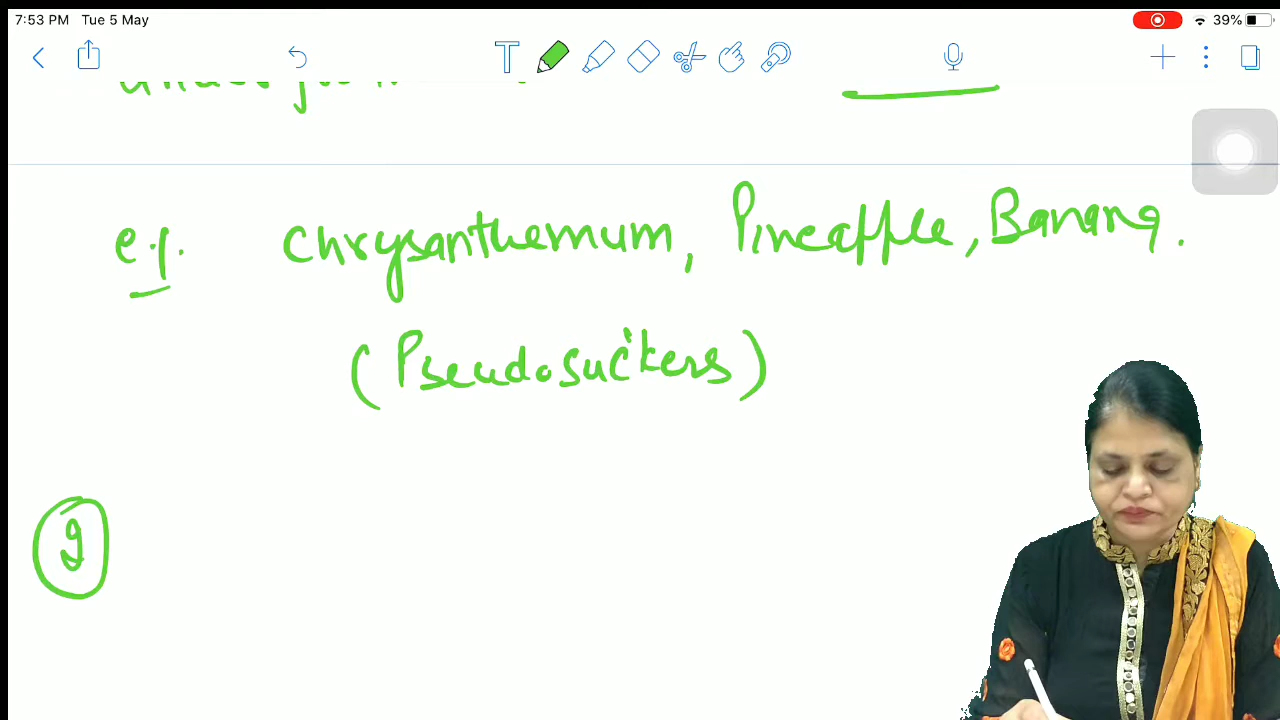 7:53 PM Tue 5 May
39%
T
e.g. Chrysanthemum, Pineapple, Banana.
(Pseudosuckers)
9